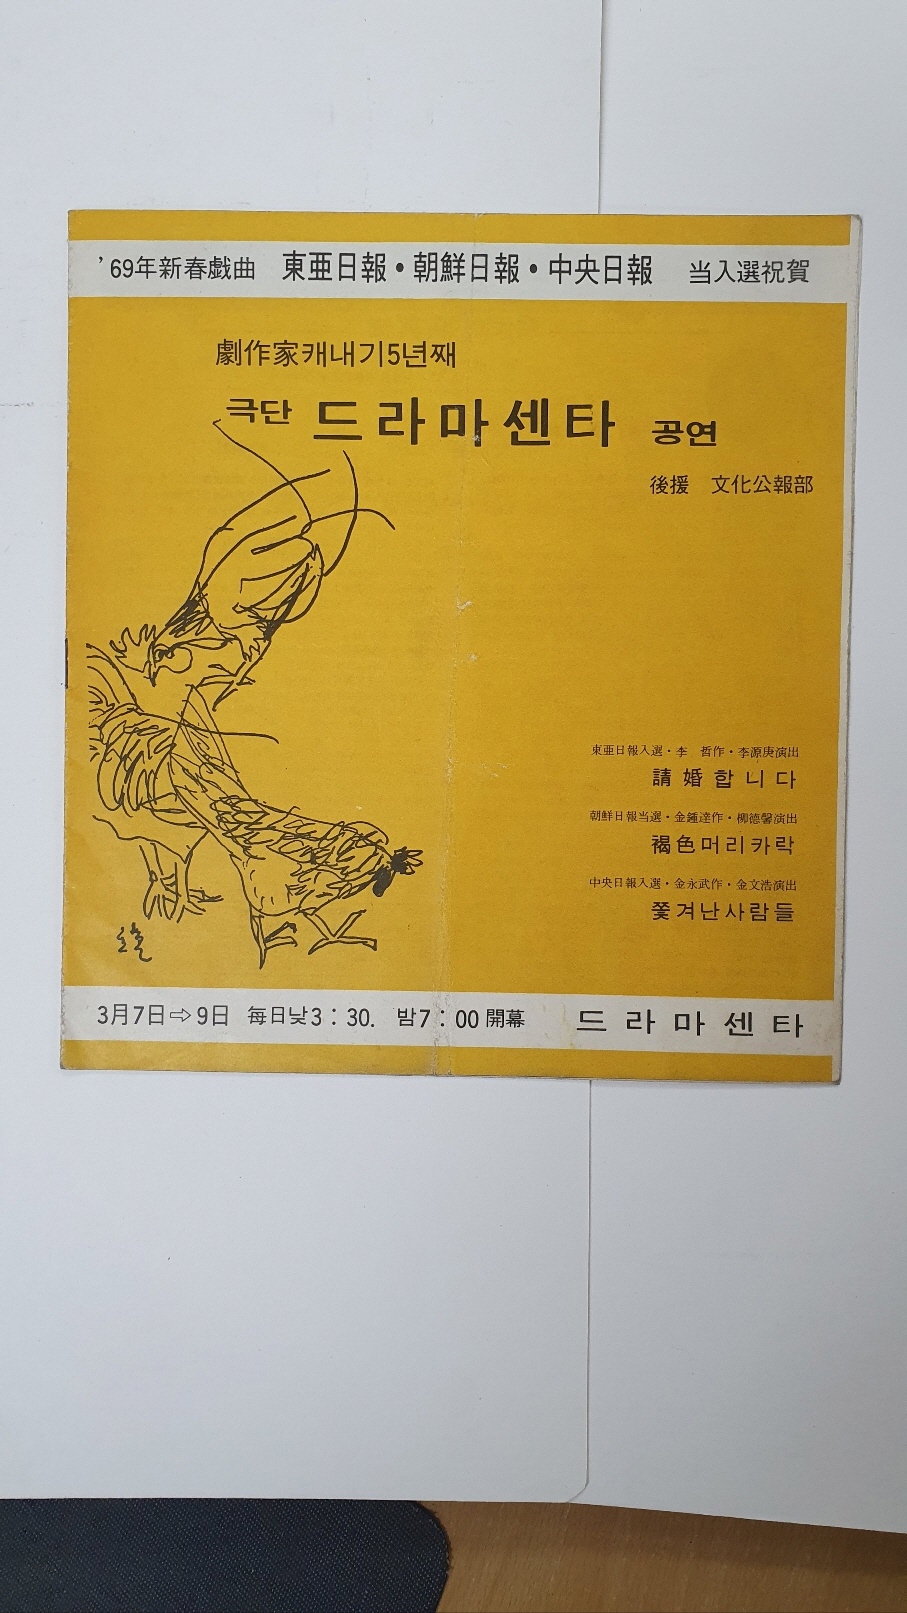 '69年新春戯曲 東亜日報・朝鮮日報・中央日報 当入選祝賀
劇作家캐내기5년째
극단 드라마센타 공연
後援 文化公報部
東亜日報入選・李 哲作・李源庚演出
請婚합니다
朝鮮日報当選・金鍾達作・柳德馨演出
褐色머리카락
中央日報入選・金永武作・金文浩演出
쫓겨난사람들
3月7日⇨9日 每日낮3：30. 밤7：00 開幕 드라마센타